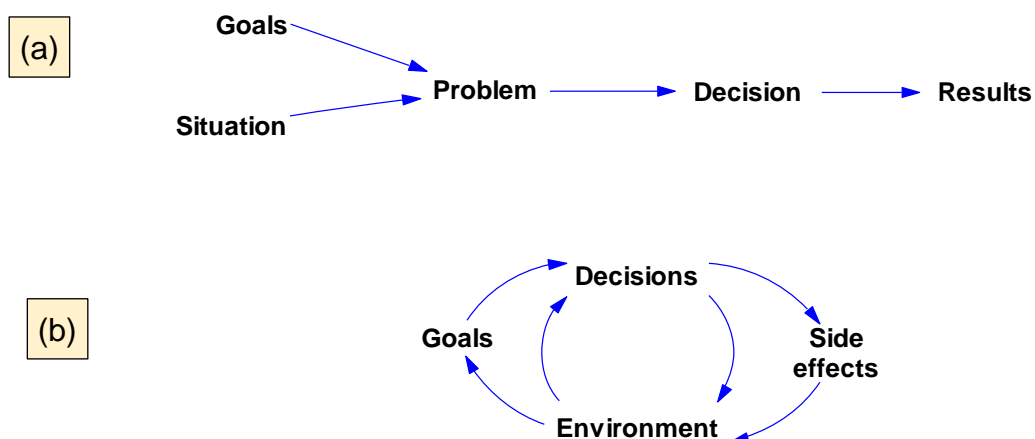 (a)
Goals
Problem
Decision
Results
Situation
(b)
Decisions
Goals
Side
effects
Environment